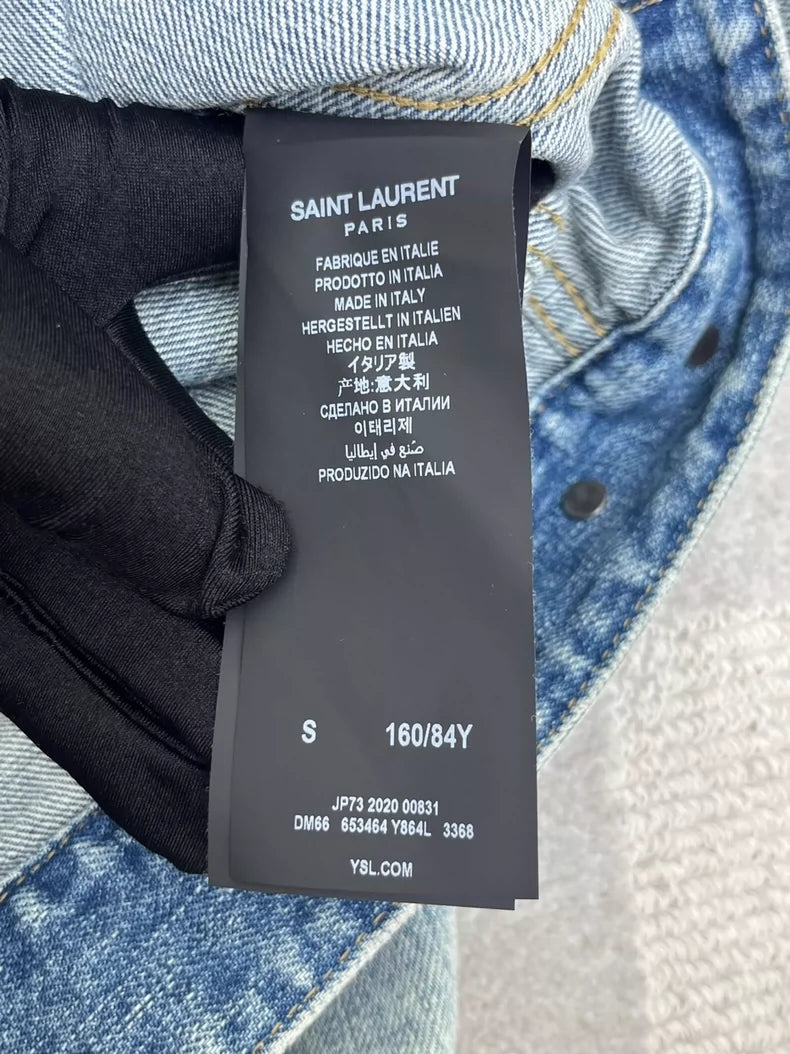 SAINT LAURENT
PARIS
FABRIQUE EN ITALIE
PRODOTTO IN ITALIA
MADE IN ITALY
HERGESTELLT IN ITALIEN
HECHO EN ITALIA
イタリア製
产地:意大利
СДЕЛАНО В ИТАЛИИ
이태리제
صُنع في إيطاليا
PRODUZIDO NA ITALIA
S 160/84Y
JP73 2020 00831
DM66 653464 Y864L 3368
YSL.COM